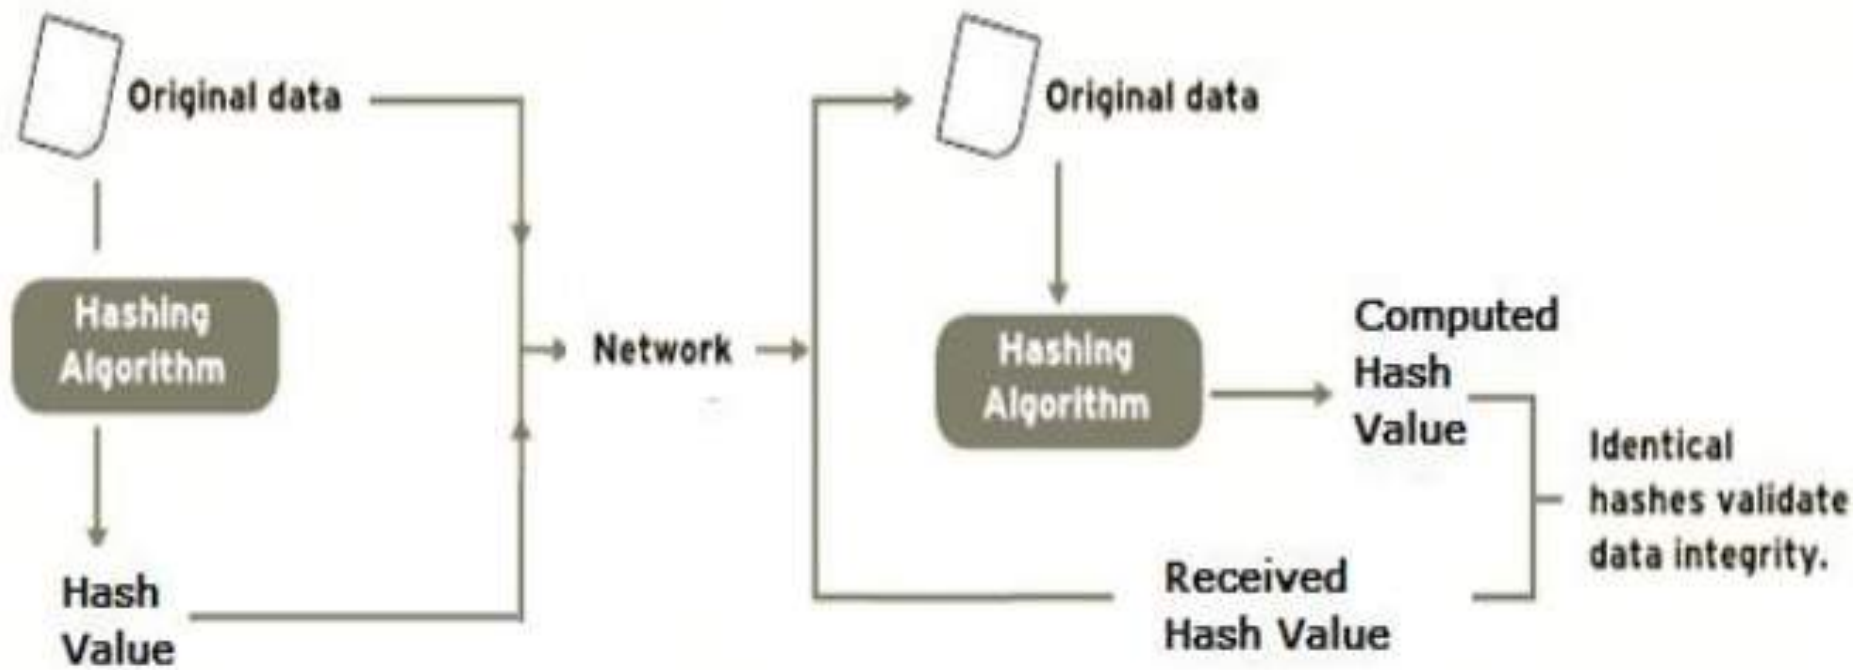 Original data
Hashing
Algorithm
Hash
Value
Network
Original data
Hashing
Algorithm
Computed
Hash
Value
Received
Hash Value
Identical
hashes validate
data integrity.